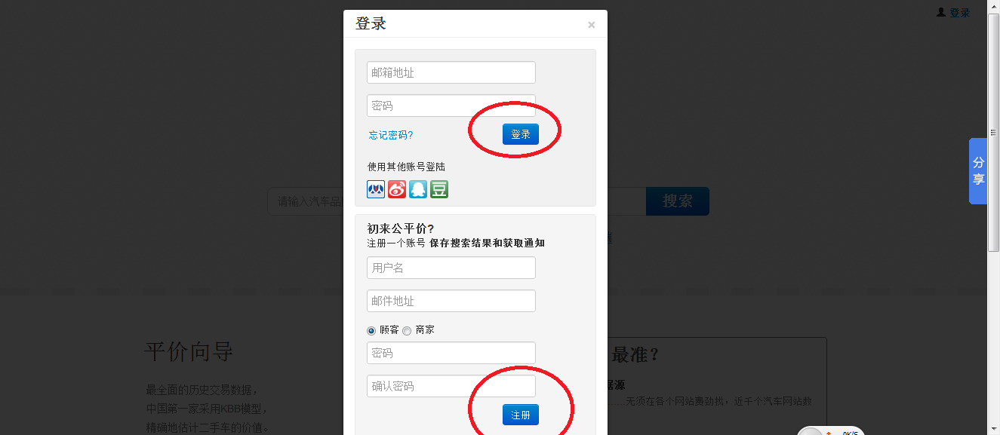 登录
×
登录
邮箱地址
密码
忘记密码?
登录
使用其他账号登陆
豆
分享
请输入汽车品
搜索
初来公平价?
注册一个账号 保存搜索结果和获取通知
用户名
邮件地址
顾客 商家
密码
确认密码
注册
平价向导
最全面的历史交易数据，
中国第一家采用KBB模型，
精确地估计二手车的价值。
最准?
据源
……无须在各个网站费劲找，近千个汽车网站数
0K/S